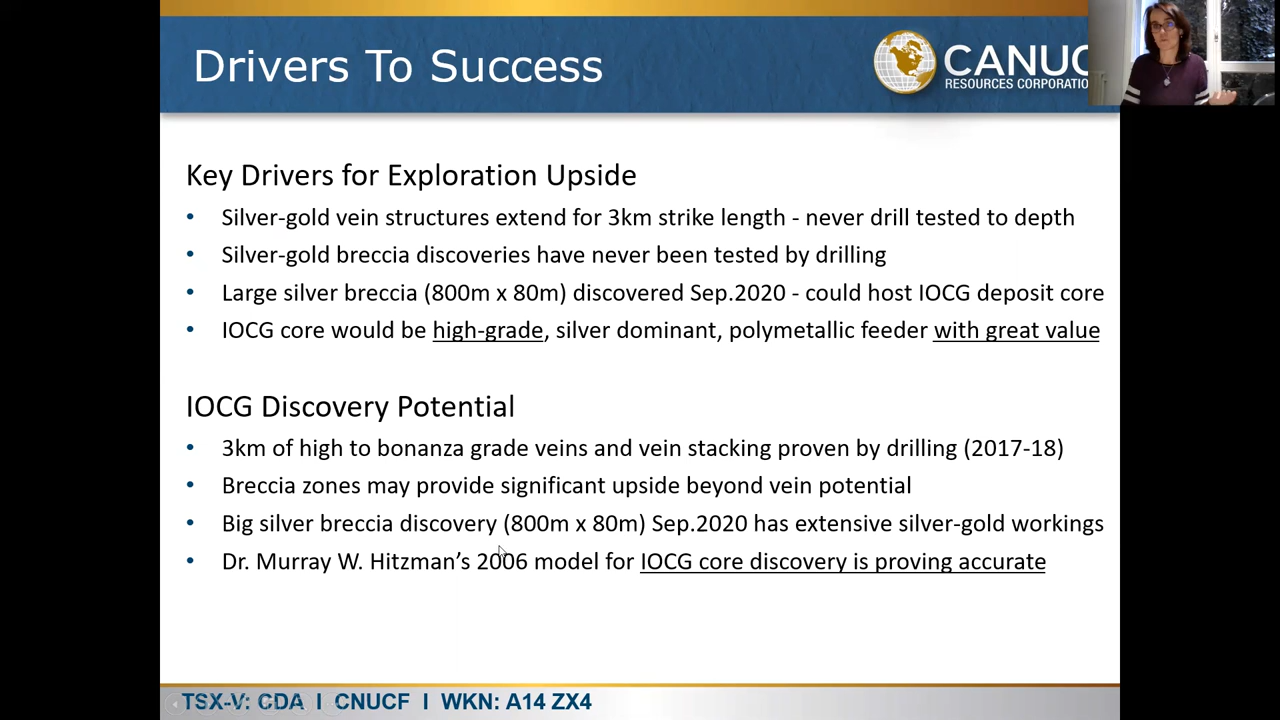 Drivers To Success
CANUC
RESOURCES CORPORATIO
Key Drivers for Exploration Upside
• Silver-gold vein structures extend for 3km strike length - never drill tested to depth
• Silver-gold breccia discoveries have never been tested by drilling
• Large silver breccia (800m x 80m) discovered Sep.2020 - could host IOCG deposit core
• IOCG core would be high-grade, silver dominant, polymetallic feeder with great value
IOCG Discovery Potential
• 3km of high to bonanza grade veins and vein stacking proven by drilling (2017-18)
• Breccia zones may provide significant upside beyond vein potential
• Big silver breccia discovery (800m x 80m) Sep.2020 has extensive silver-gold workings
• Dr. Murray W. Hitzman’s 2006 model for IOCG core discovery is proving accurate
TSX-V: CDA I CNUCF I WKN: A14 ZX4